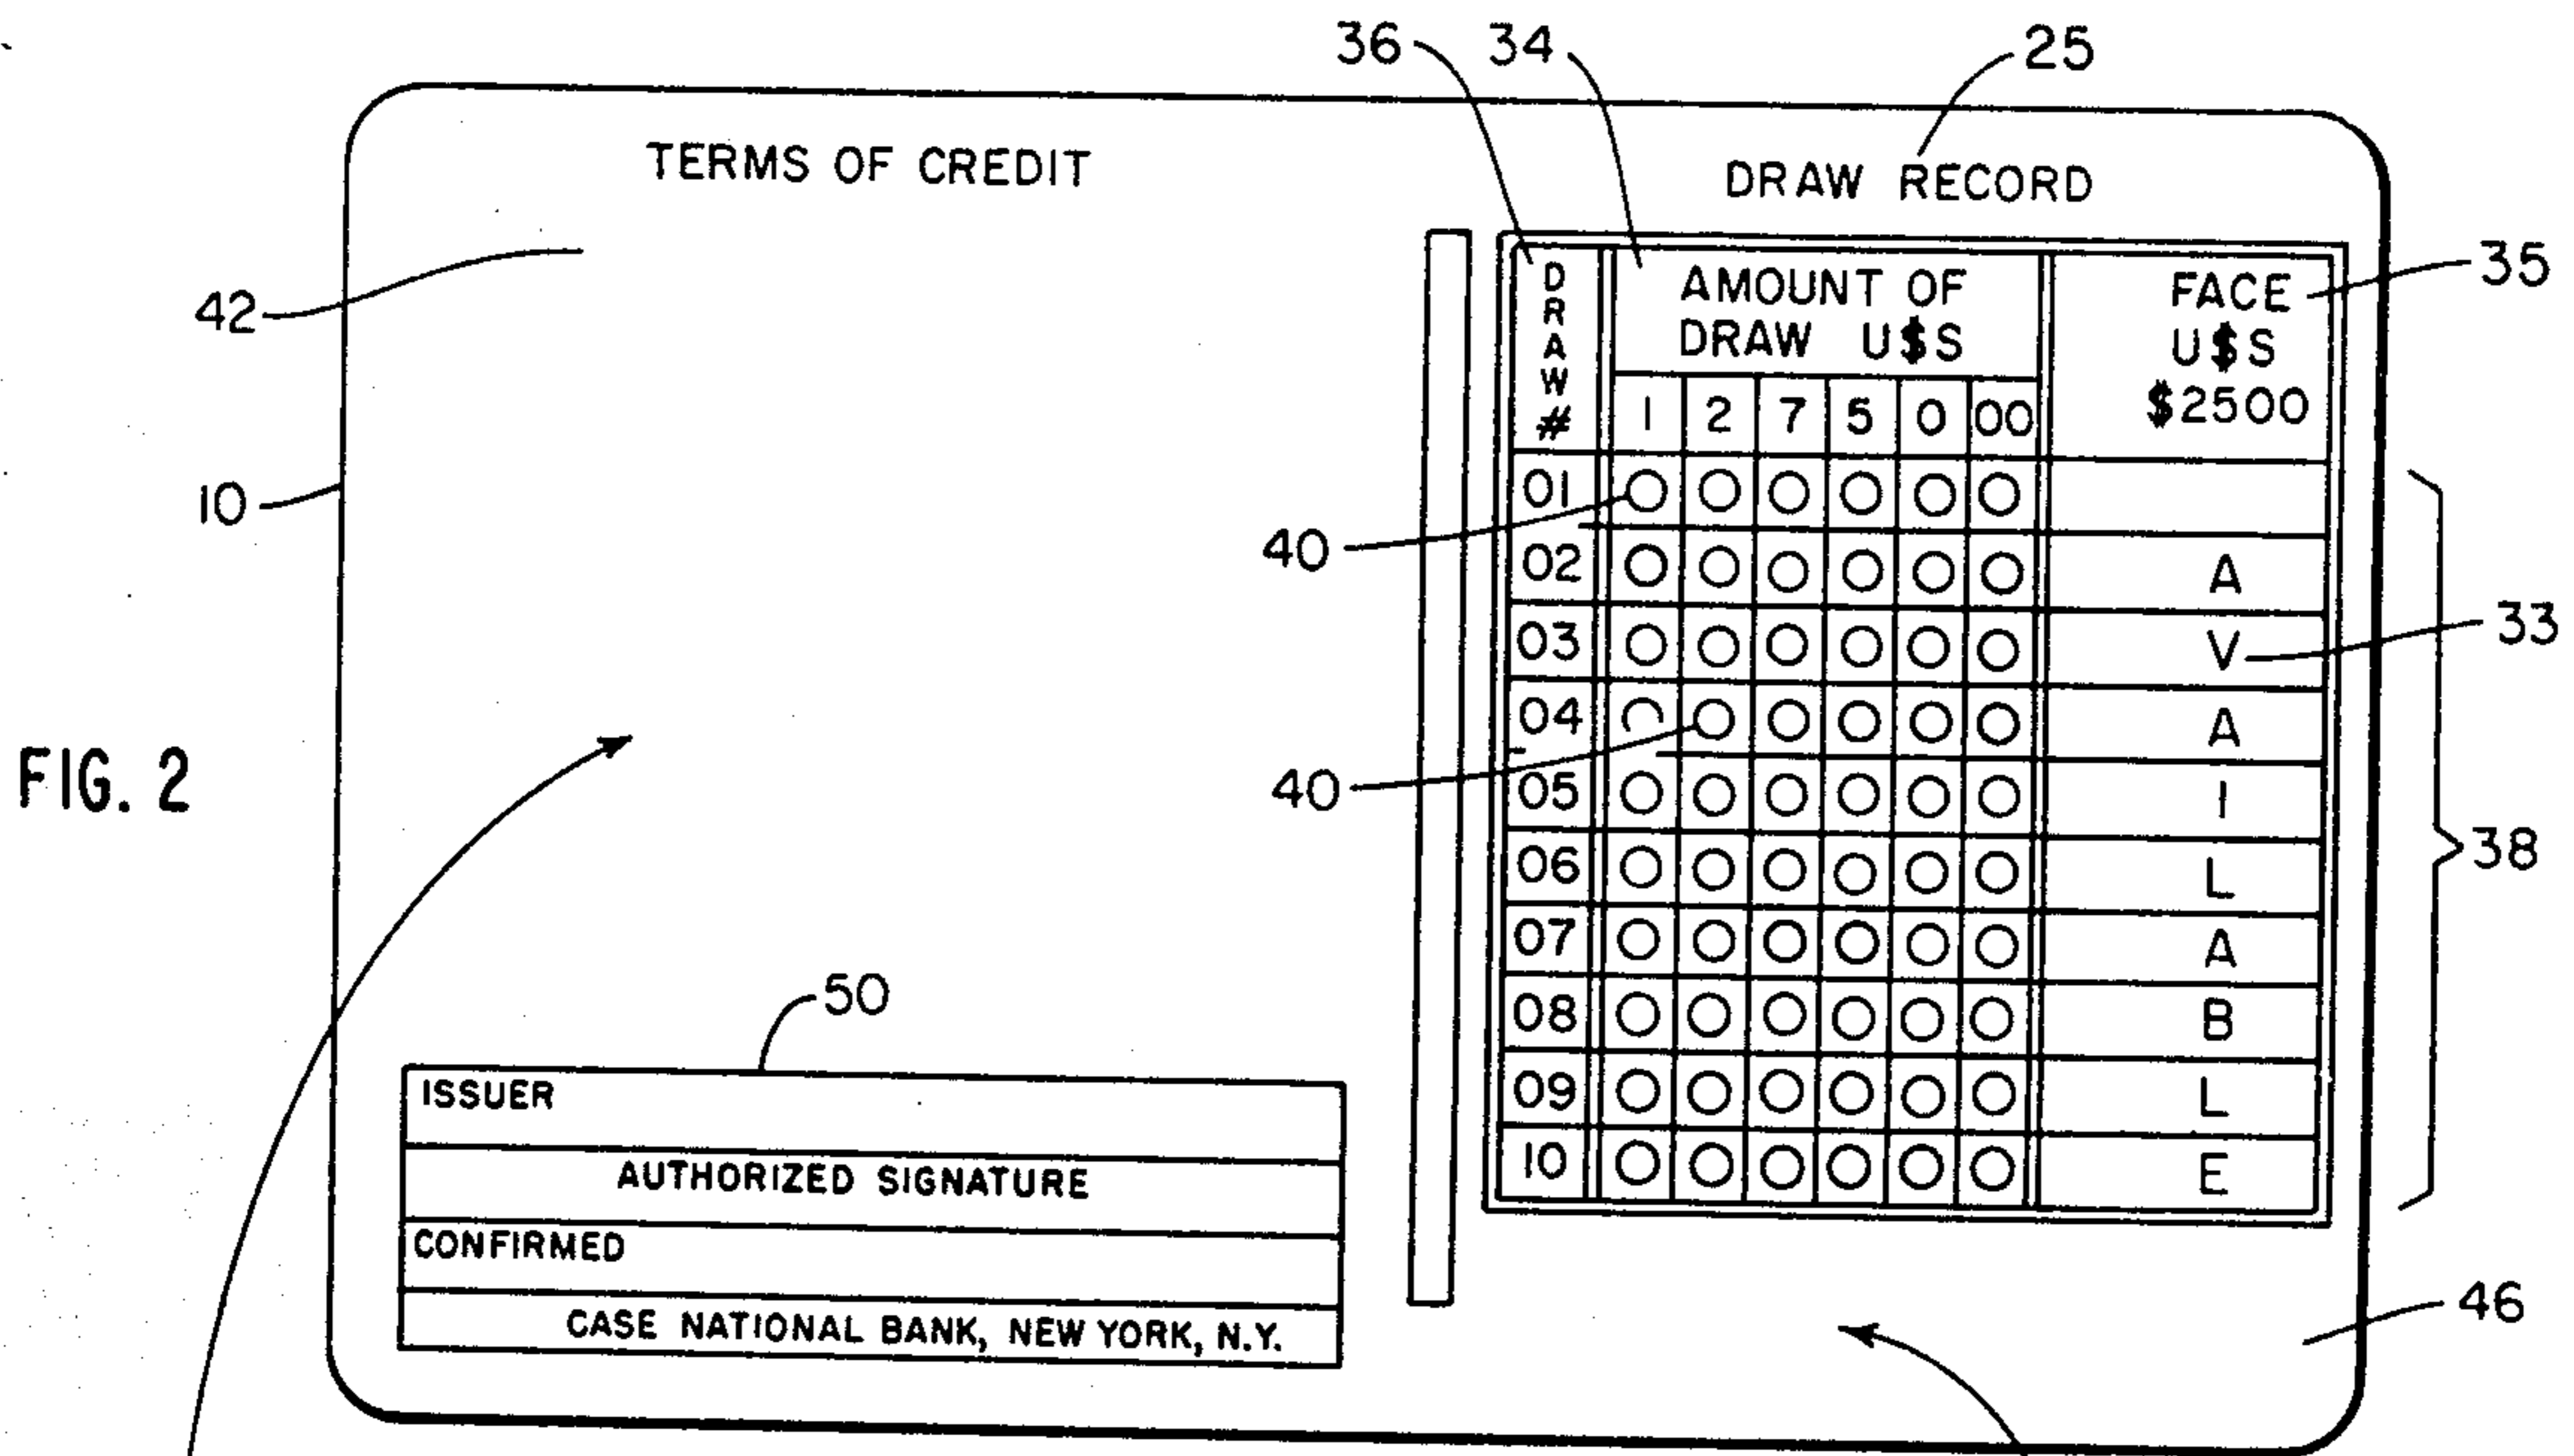 36 34 25
TERMS OF CREDIT
DRAW RECORD
42
10
FIG. 2
DRAW #
AMOUNT OF
DRAW U$S
FACE
U$S
$2500
35
1 2 7 5 0 00
01
40
02 A
03 V
33
04 A
40
05 I
06 L
38
07 A
08 B
09 L
10 E
50
ISSUER
AUTHORIZED SIGNATURE
CONFIRMED
CASE NATIONAL BANK, NEW YORK, N.Y.
46